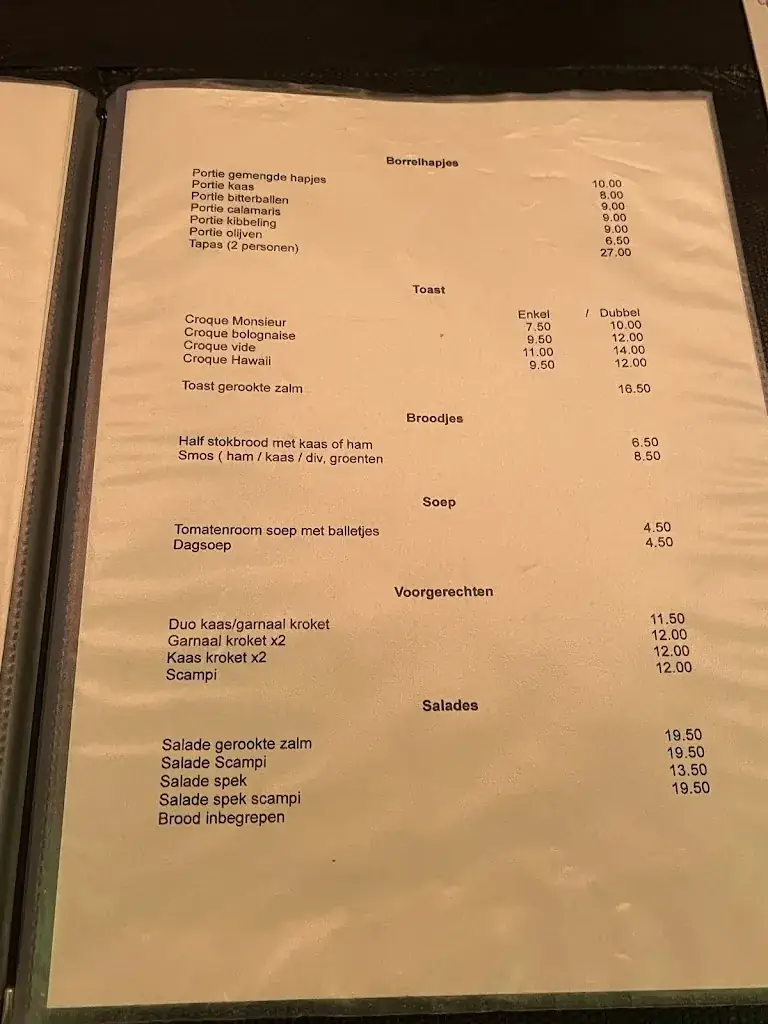 Borrelhapjes
Portie gemengde hapjes 10.00
Portie kaas 8.00
Portie bitterballen 9.00
Portie calamaris 9.00
Portie kibbeling 9.00
Portie olijven 6,50
Tapas (2 personen) 27,00
Toast
Enkel / Dubbel
Croque Monsieur 7.50 10.00
Croque bolognaise 9.50 12.00
Croque vide 11.00 14.00
Croque Hawaii 9.50 12.00
Toast gerookte zalm 16.50
Broodjes
Half stokbrood met kaas of ham 6.50
Smos ( ham / kaas / div, groenten 8.50
Soep
Tomatenroom soep met balletjes 4.50
Dagsoep 4.50
Voorgerechten
Duo kaas/garnaal kroket 11.50
Garnaal kroket x2 12.00
Kaas kroket x2 12.00
Scampi 12.00
Salades
Salade gerookte zalm 19.50
Salade Scampi 19.50
Salade spek 13.50
Salade spek scampi 19.50
Brood inbegrepen